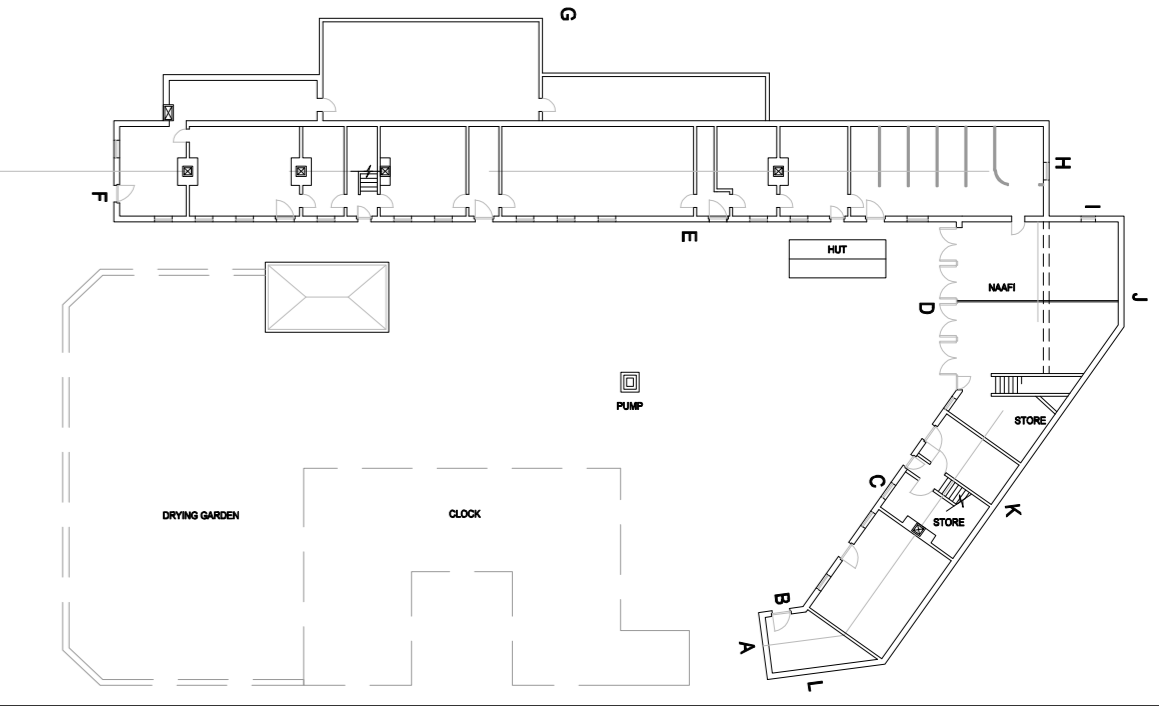 G
H
F
I
E
HUT
NAAFI
J
D
PUMP
STORE
C
DRYING GARDEN
CLOCK
K
STORE
B
A
L